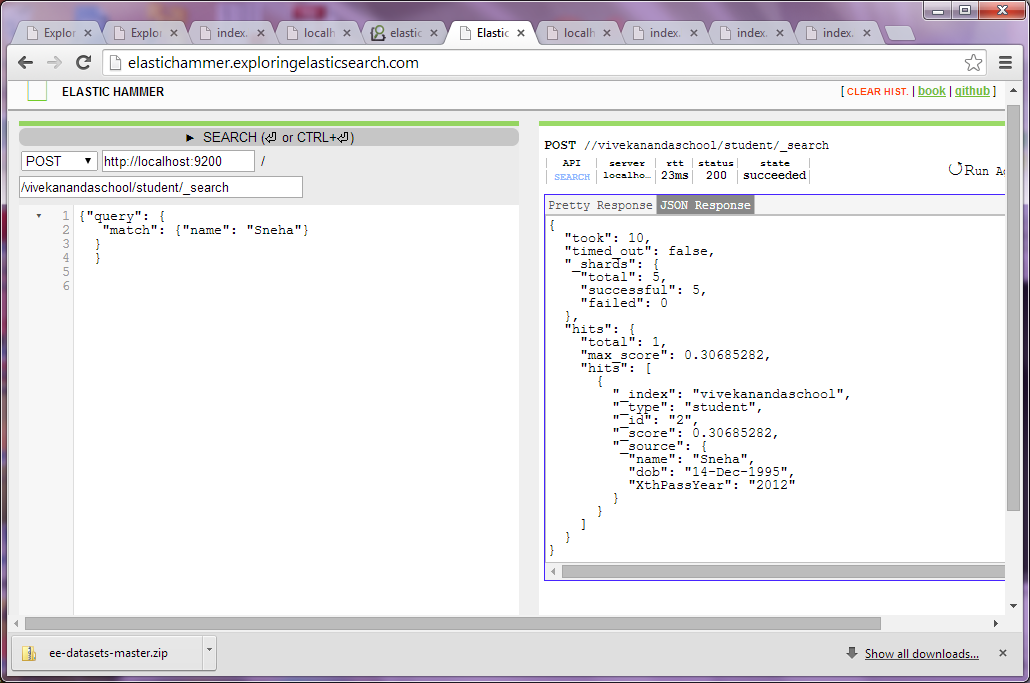 Explor
Explor
index.
localh
elastic
Elastic
localh
index.
index.
index.
elastichammer.exploringelasticsearch.com
ELASTIC HAMMER
[ CLEAR HIST. | book | github ]
► SEARCH (⏎ or CTRL+⏎)
POST http://localhost:9200 /
/vivekanandaschool/student/_search
1 {"query": {
2 "match": {"name": "Sneha"}
3 }
4 }
5
6
POST //vivekanandaschool/student/_search
API server rtt status state
SEARCH localho… 23ms 200 succeeded
Run Ac
Pretty Response JSON Response
{
"took": 10,
"timed_out": false,
"_shards": {
"total": 5,
"successful": 5,
"failed": 0
},
"hits": {
"total": 1,
"max_score": 0.30685282,
"hits": [
{
"_index": "vivekanandaschool",
"_type": "student",
"_id": "2",
"_score": 0.30685282,
"_source": {
"name": "Sneha",
"dob": "14-Dec-1995",
"XthPassYear": "2012"
}
}
]
}
}
ee-datasets-master.zip
Show all downloads...